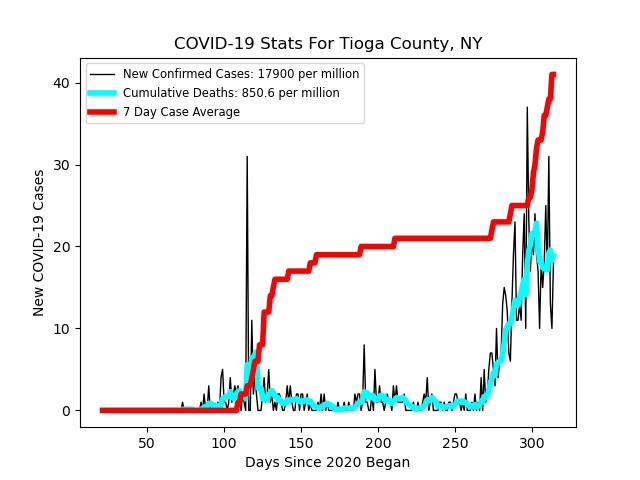 COVID-19 Stats For Tioga County, NY
New Confirmed Cases: 17900 per million
Cumulative Deaths: 850.6 per million
7 Day Case Average
New COVID-19 Cases
40
30
20
10
0
50 100 150 200 250 300
Days Since 2020 Began